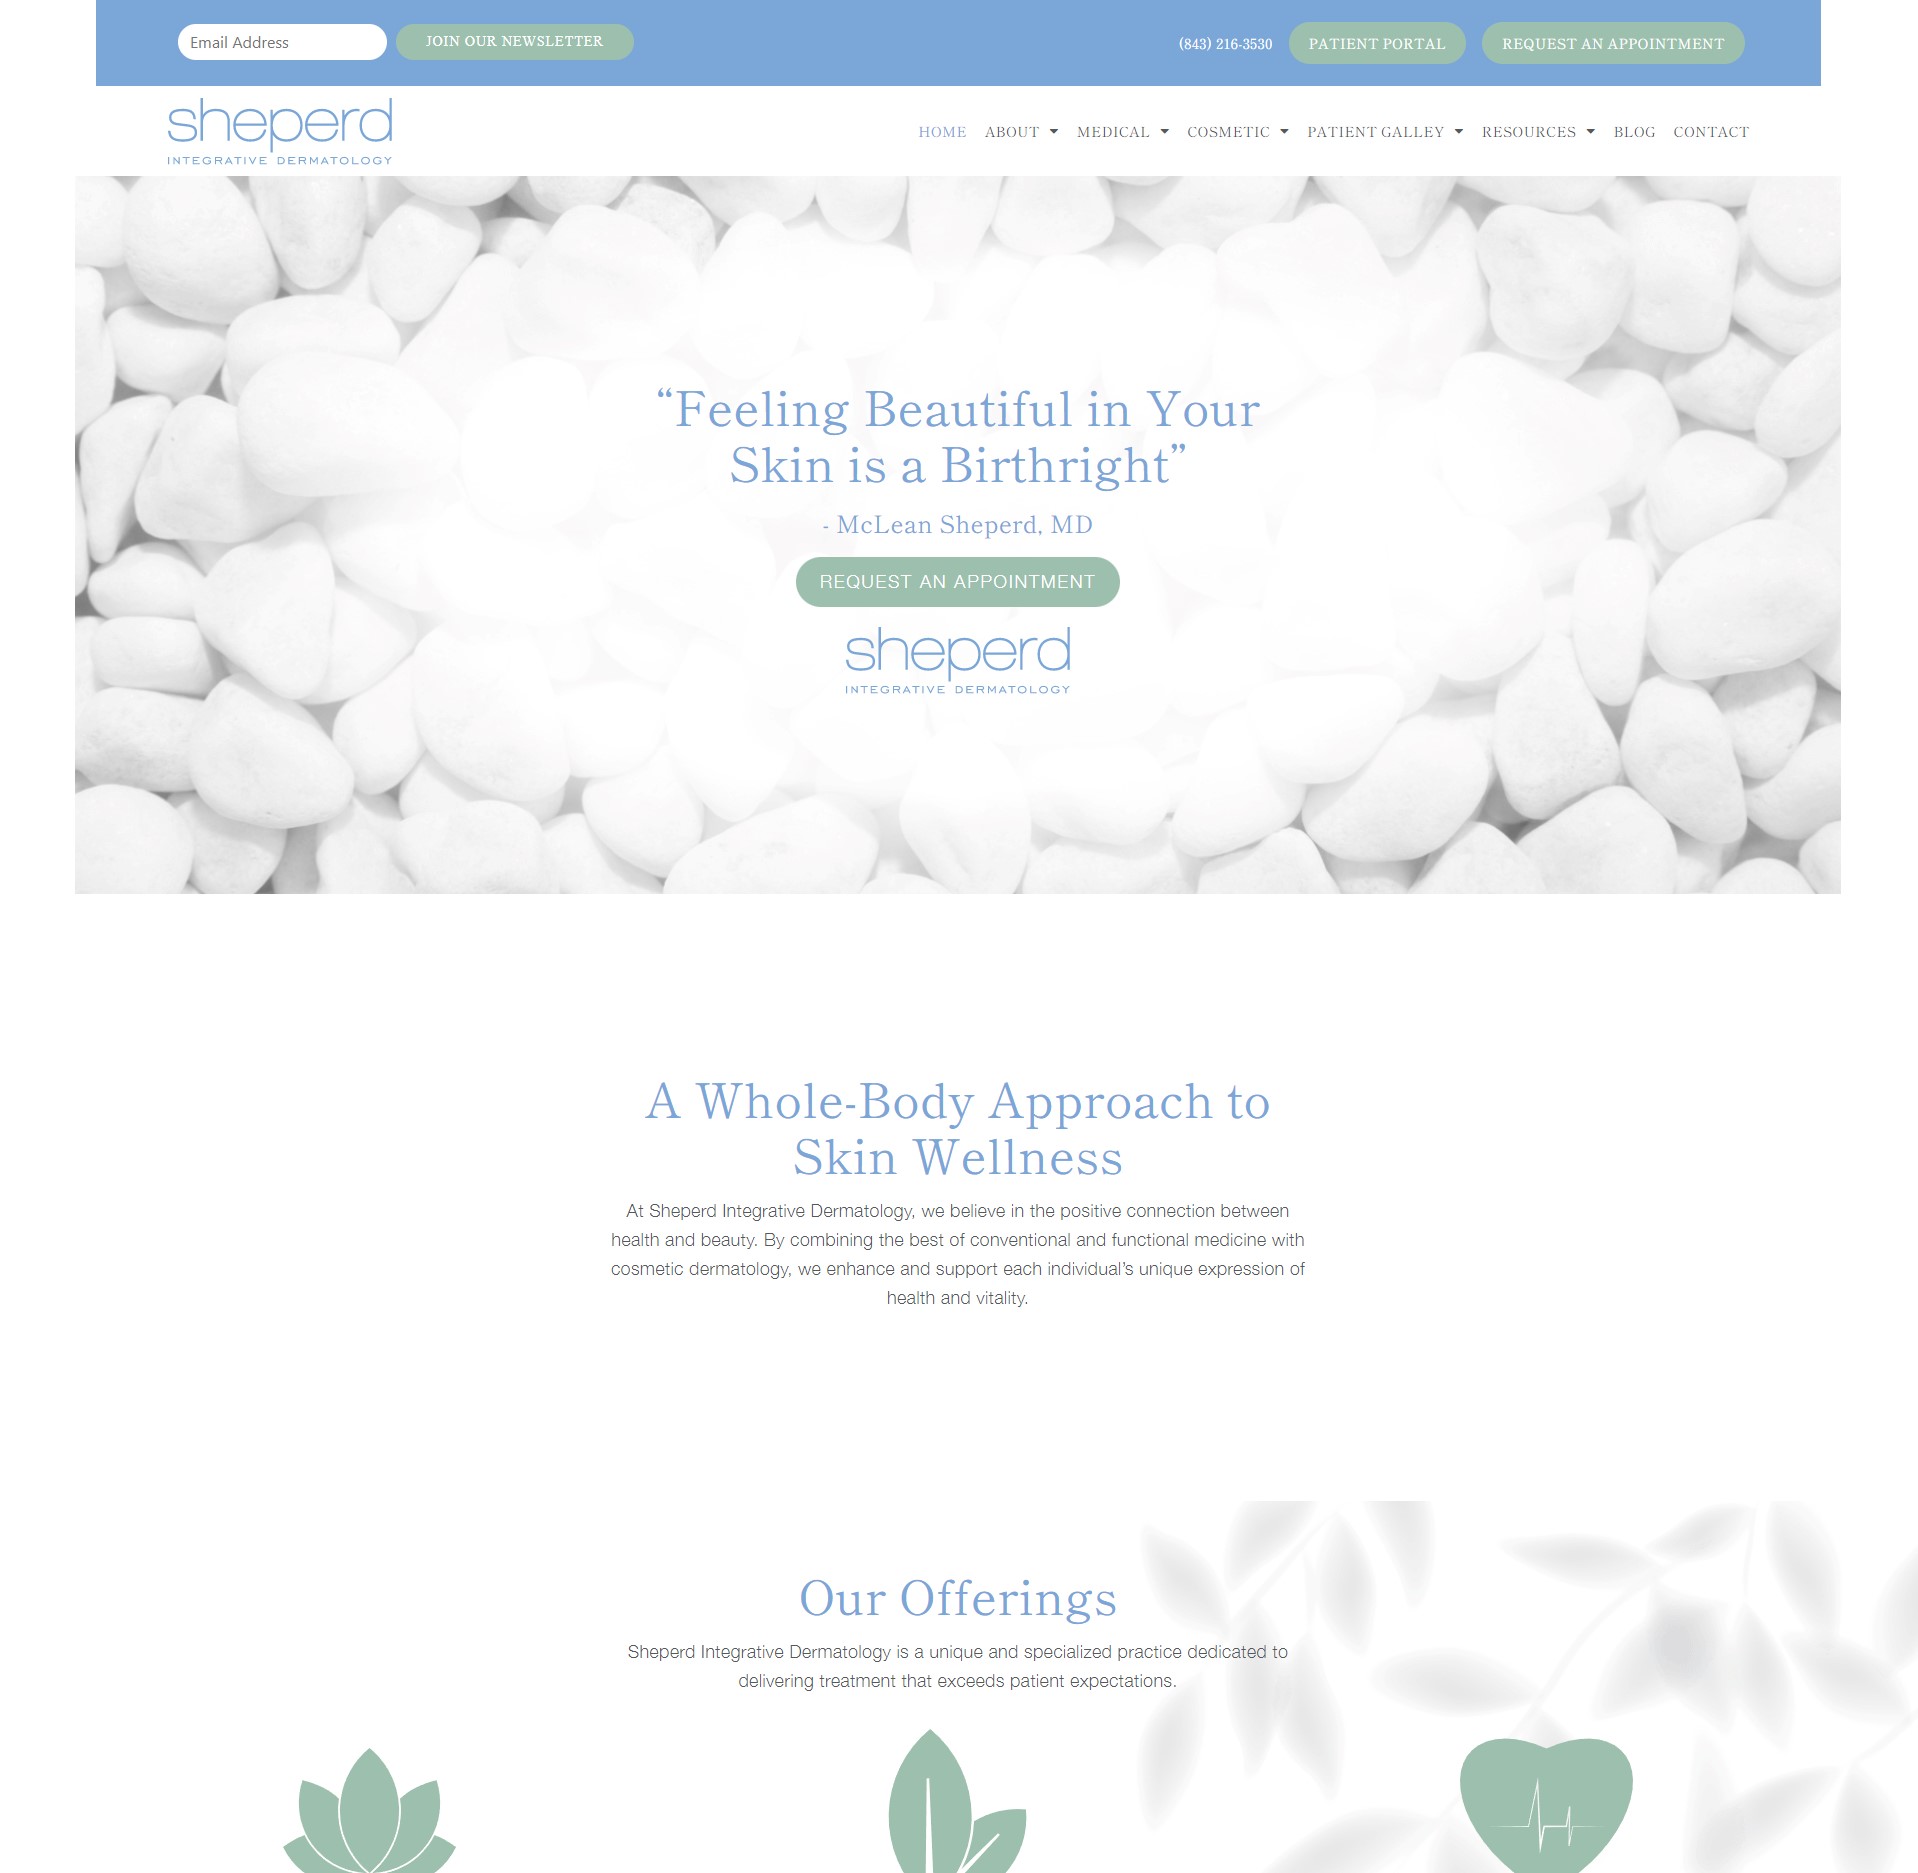 Email Address
JOIN OUR NEWSLETTER
(843) 216-3530
PATIENT PORTAL
REQUEST AN APPOINTMENT
sheperd
INTEGRATIVE DERMATOLOGY
HOME
ABOUT
MEDICAL
COSMETIC
PATIENT GALLEY
RESOURCES
BLOG
CONTACT
“Feeling Beautiful in Your
Skin is a Birthright”
- McLean Sheperd, MD
REQUEST AN APPOINTMENT
sheperd
INTEGRATIVE DERMATOLOGY
A Whole-Body Approach to
Skin Wellness
At Sheperd Integrative Dermatology, we believe in the positive connection between
health and beauty. By combining the best of conventional and functional medicine with
cosmetic dermatology, we enhance and support each individual’s unique expression of
health and vitality.
Our Offerings
Sheperd Integrative Dermatology is a unique and specialized practice dedicated to
delivering treatment that exceeds patient expectations.